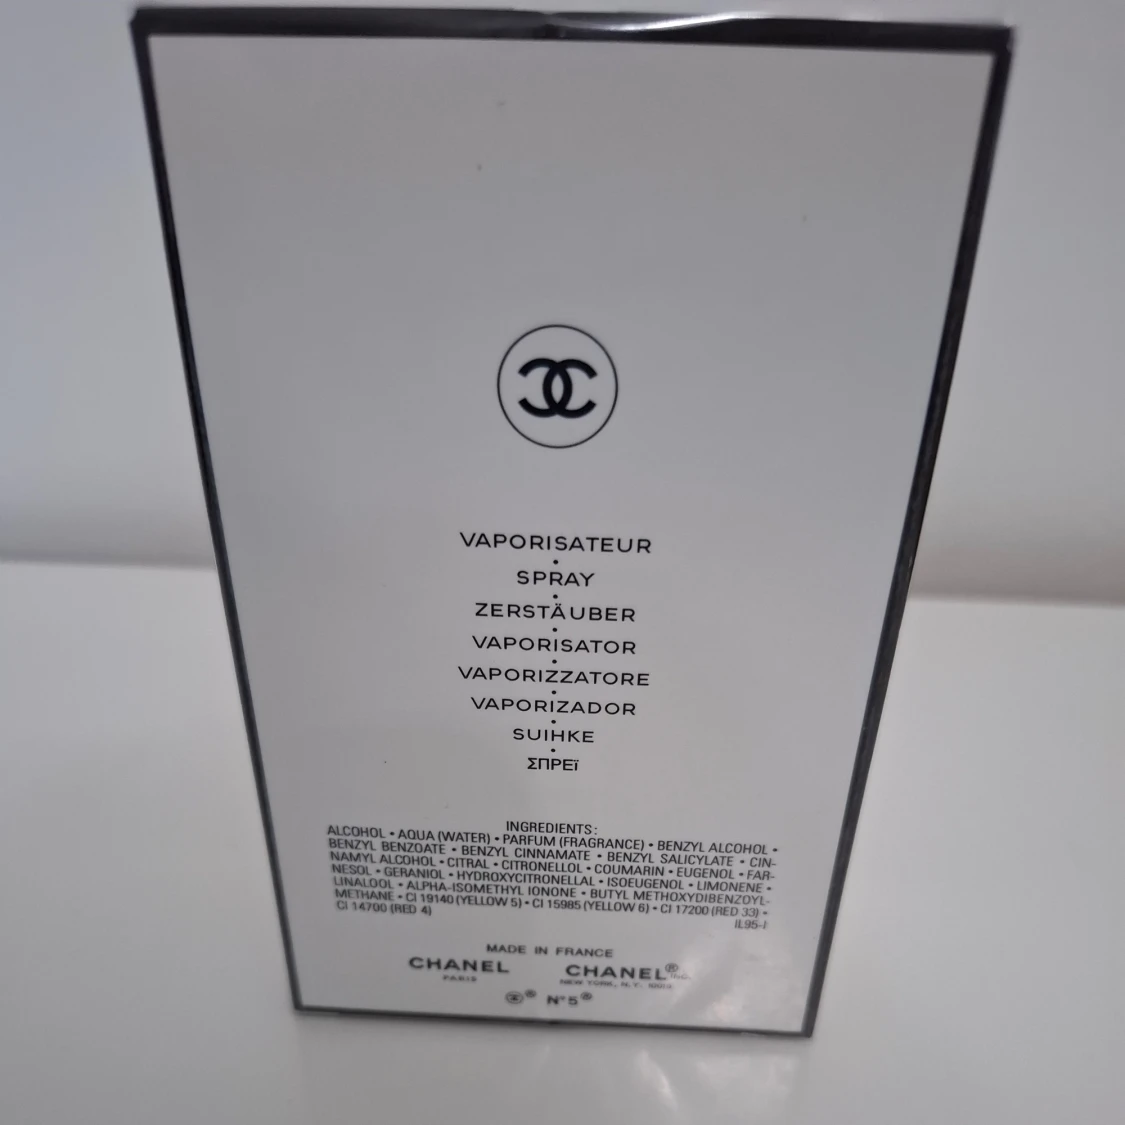 VAPORISATEUR
•
SPRAY
•
ZERSTÄUBER
•
VAPORISATOR
•
VAPORIZZATORE
•
VAPORIZADOR
•
SUIHKE
•
ΣΠΡΕΪ
INGREDIENTS:
ALCOHOL • AQUA (WATER) • PARFUM (FRAGRANCE) • BENZYL ALCOHOL •
BENZYL BENZOATE • BENZYL CINNAMATE • BENZYL SALICYLATE • CIN-
NAMYL ALCOHOL • CITRAL • CITRONELLOL • COUMARIN • EUGENOL • FAR-
NESOL • GERANIOL • HYDROXYCITRONELLAL • ISOEUGENOL • LIMONENE •
LINALOOL • ALPHA-ISOMETHYL IONONE • BUTYL METHOXYDIBENZOYL-
METHANE • CI 19140 (YELLOW 5) • CI 15985 (YELLOW 6) • CI 17200 (RED 33) •
CI 14700 (RED 4)
IL95-1
MADE IN FRANCE
CHANEL CHANEL®
PARIS NEW YORK, N.Y.
® N°5®